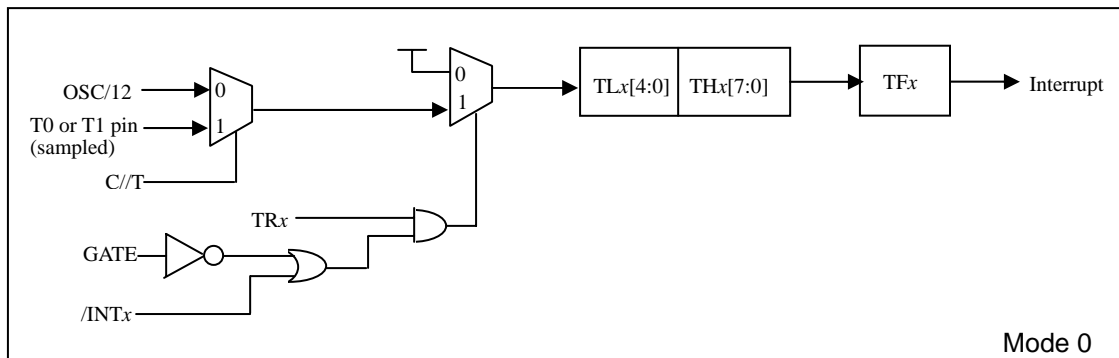 OSC/12
T0 or T1 pin
(sampled)
C//T
0
1
0
1
TLx[4:0]
THx[7:0]
TFx
Interrupt
TRx
GATE
/INTx
Mode 0